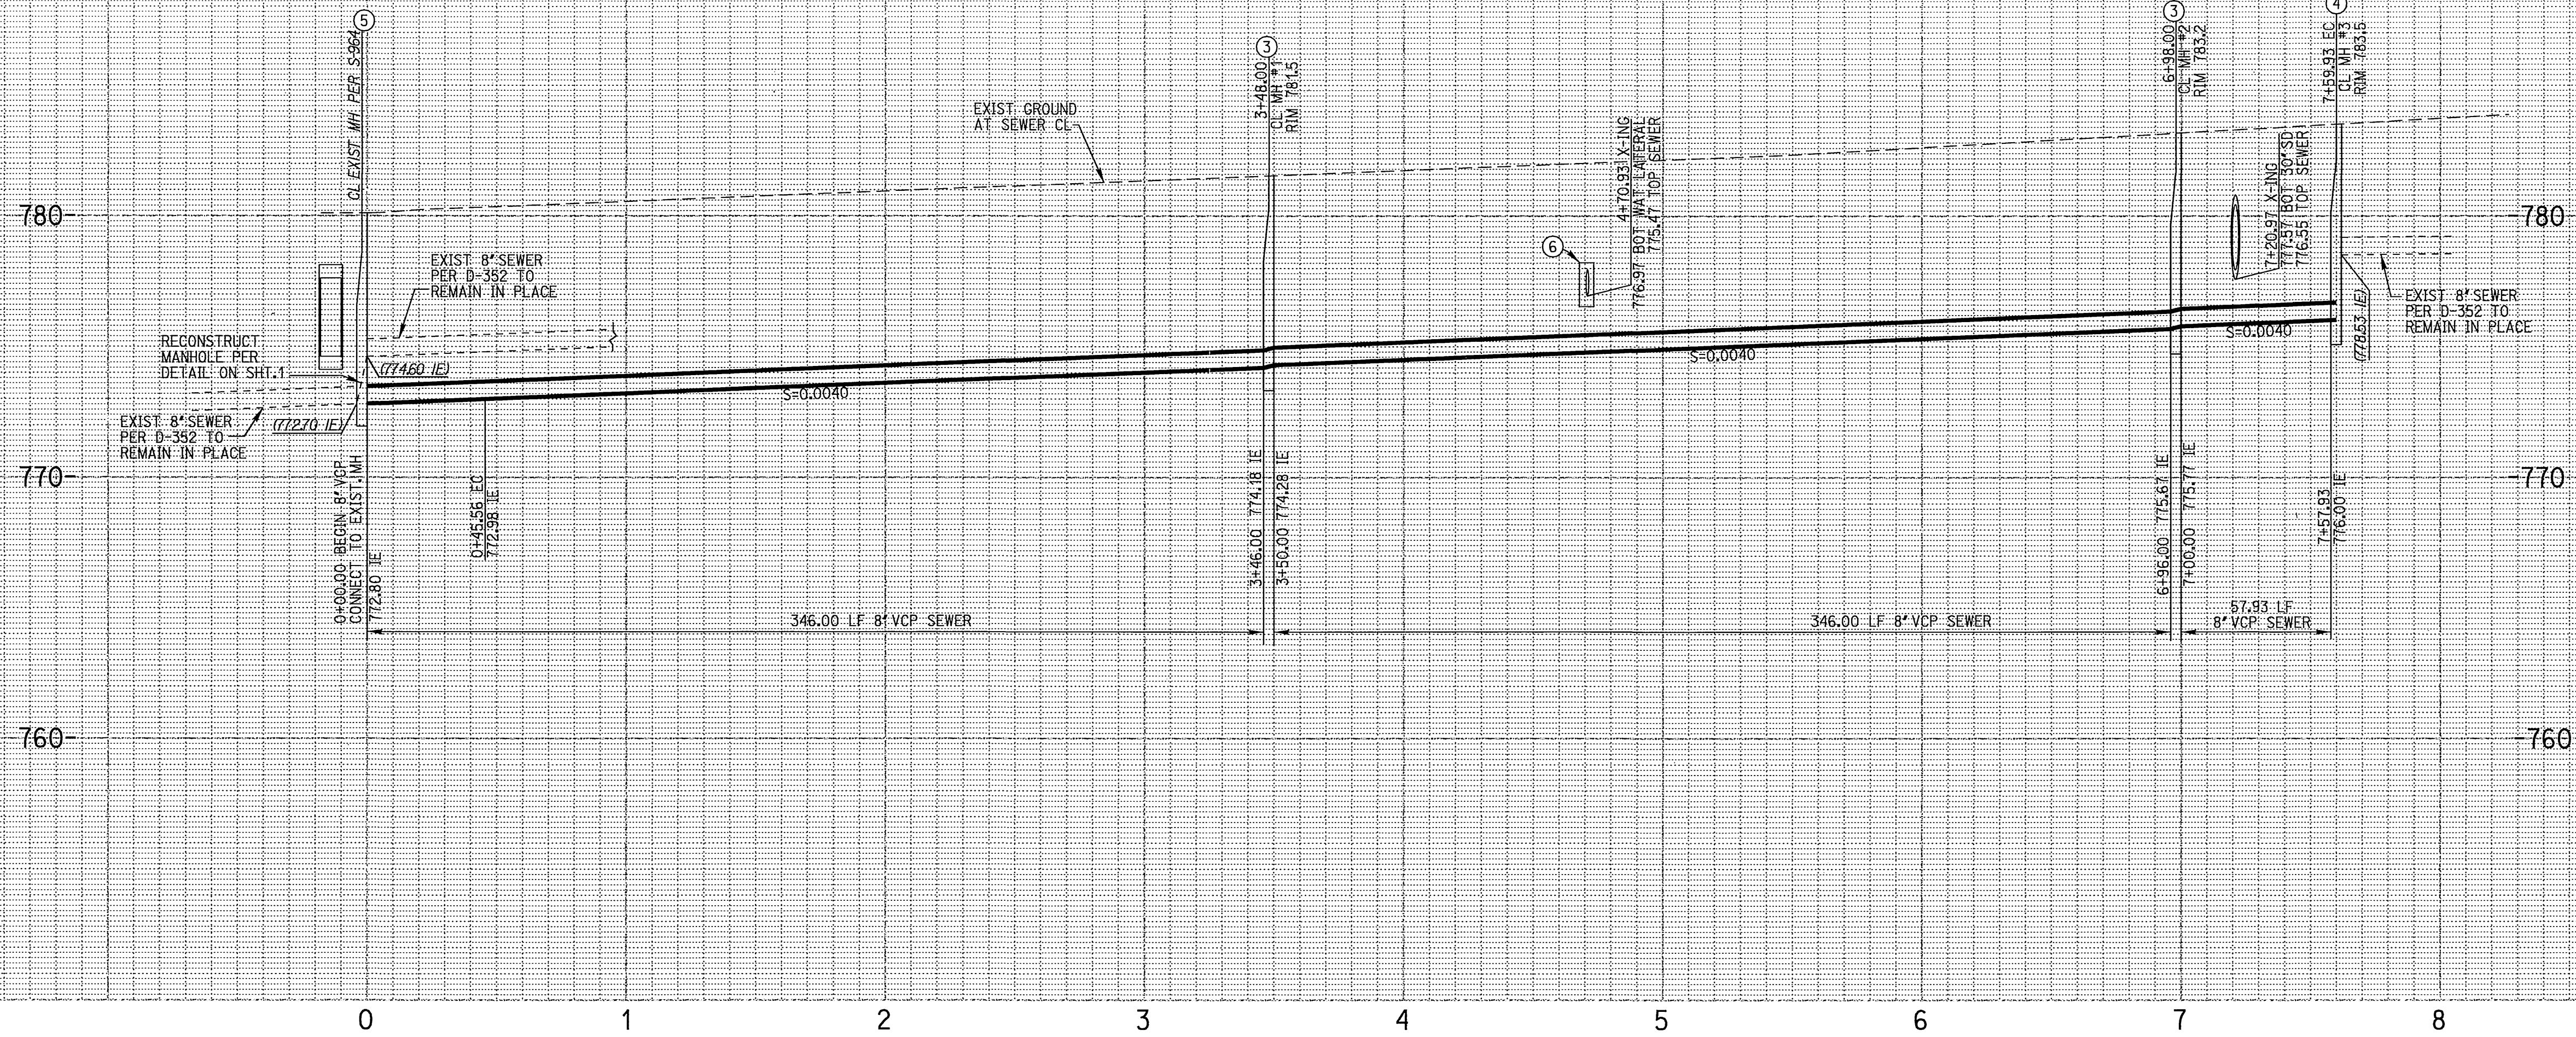 5
CL EXIST MH PER S-964
3
3+48.00
CL MH #1
RIM 781.5
3
6+98.00
CL MH #2
RIM 783.2
4
7+59.93 EC
CL MH #3
RIM 783.5
EXIST GROUND
AT SEWER CL
4+70.93 X-ING
776.97 BOT WAT LATERAL
775.47 TOP SEWER
6
7+20.97 X-ING
777.57 BOT 30" SD
776.55 TOP SEWER
780
780
EXIST 8" SEWER
PER D-352 TO
REMAIN IN PLACE
RECONSTRUCT
MANHOLE PER
DETAIL ON SHT.1
(774.60 IE)
EXIST 8" SEWER
PER D-352 TO
REMAIN IN PLACE
(772.70 IE)
S=0.0040
S=0.0040
S=0.0040
(778.53 IE)
EXIST 8" SEWER
PER D-352 TO
REMAIN IN PLACE
770
770
0+00.00 BEGIN 8" VCP
CONNECT TO EXIST.MH
772.80 IE
0+45.56 EC
772.98 IE
3+46.00 774.18 IE
3+50.00 774.28 IE
6+96.00 775.67 IE
7+00.00 775.77 IE
7+57.93
776.00 IE
346.00 LF 8" VCP SEWER
346.00 LF 8" VCP SEWER
57.93 LF
8" VCP SEWER
760
760
0 1 2 3 4 5 6 7 8